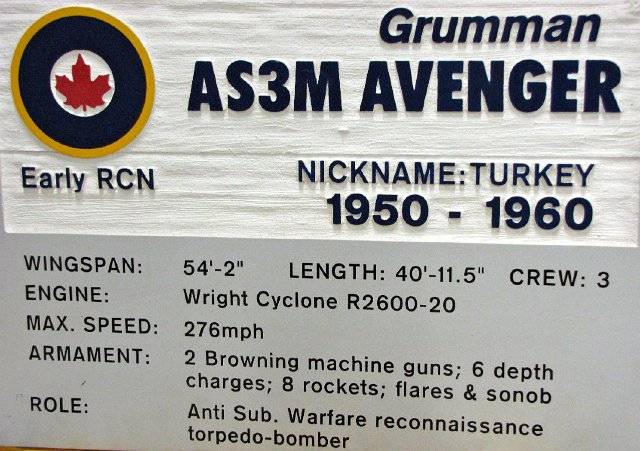 Grumman
AS3M AVENGER
Early RCN
NICKNAME: TURKEY
1950 - 1960
WINGSPAN: 54'-2" LENGTH: 40'-11.5" CREW: 3
ENGINE: Wright Cyclone R2600-20
MAX. SPEED: 276mph
ARMAMENT: 2 Browning machine guns; 6 depth
charges; 8 rockets; flares & sonob
ROLE: Anti Sub. Warfare reconnaissance
torpedo-bomber